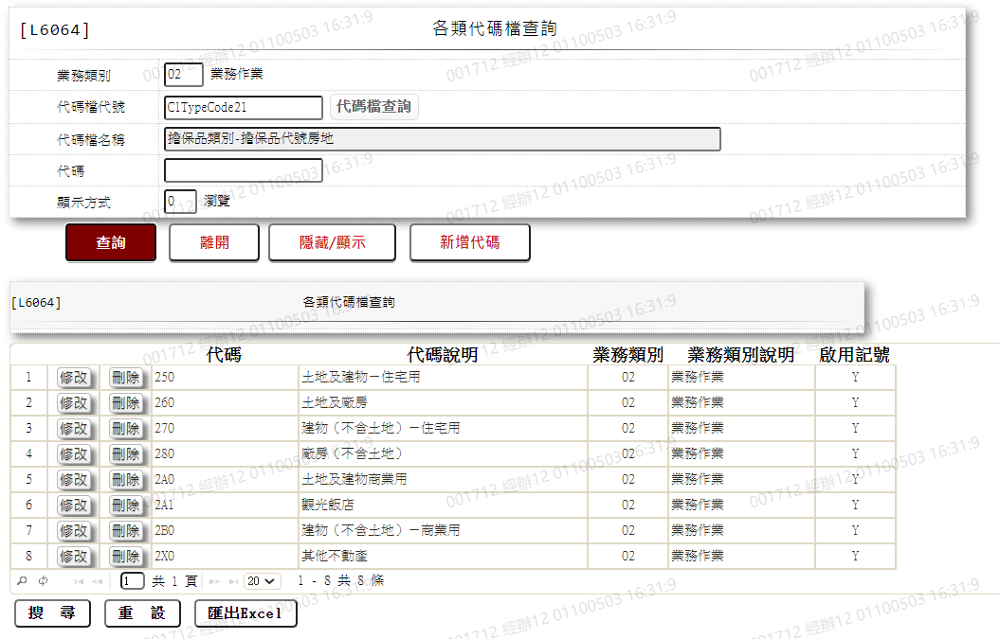 [L6064] 各類代碼檔查詢
業務類別 02 業務作業
代碼檔代號 ClTypeCode21 代碼檔查詢
代碼檔名稱 擔保品類別-擔保品代號房地
代碼
顯示方式 0 瀏覽
查詢 離開 隱藏/顯示 新增代碼
[L6064] 各類代碼檔查詢
代碼 代碼說明 業務類別 業務類別說明 啟用記號
1 修改 刪除 250 土地及建物－住宅用 02 業務作業 Y
2 修改 刪除 260 土地及廠房 02 業務作業 Y
3 修改 刪除 270 建物（不含土地）－住宅用 02 業務作業 Y
4 修改 刪除 280 廠房（不含土地） 02 業務作業 Y
5 修改 刪除 2A0 土地及建物商業用 02 業務作業 Y
6 修改 刪除 2A1 觀光飯店 02 業務作業 Y
7 修改 刪除 2B0 建物（不含土地）－商業用 02 業務作業 Y
8 修改 刪除 2X0 其他不動產 02 業務作業 Y
1 共 1 頁 20 1 - 8 共 8 條
搜 尋 重 設 匯出Excel
001712 經辦12 01100503 16:31:9